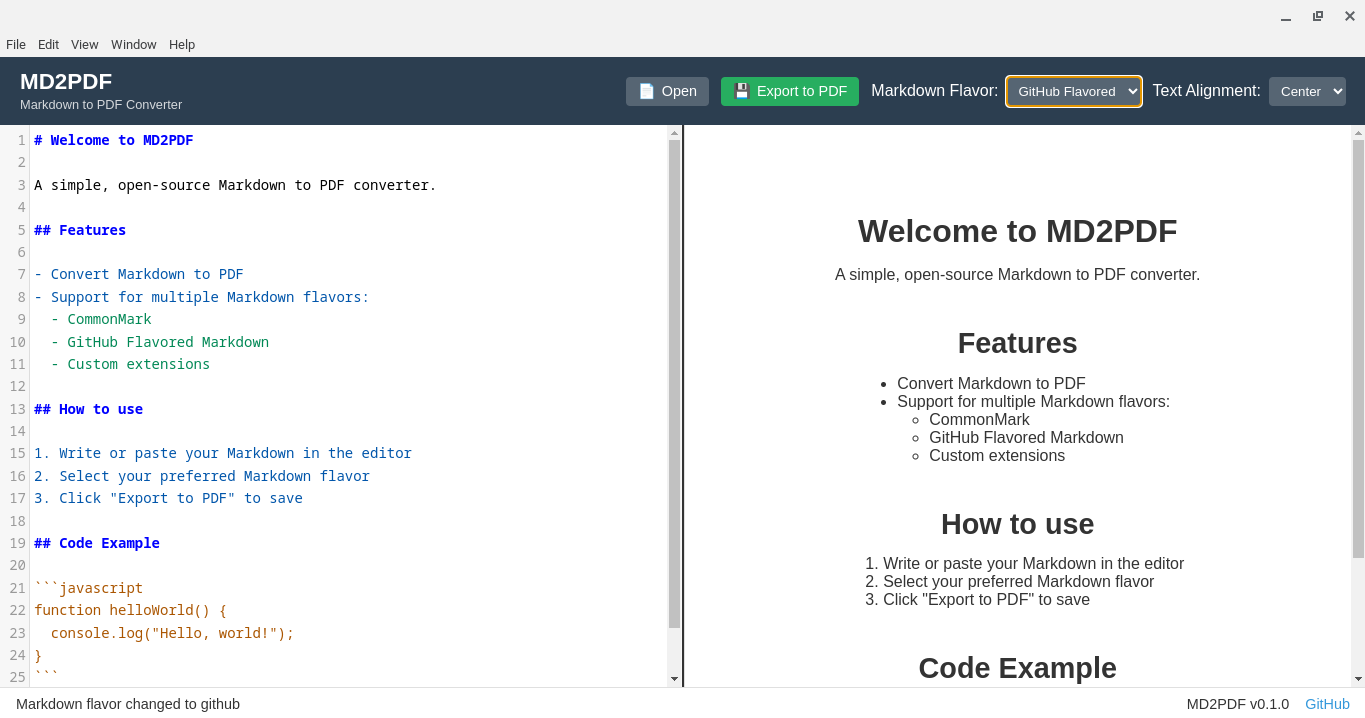 File Edit View Window Help
MD2PDF
Markdown to PDF Converter
Open Export to PDF Markdown Flavor: GitHub Flavored Text Alignment: Center
1 # Welcome to MD2PDF
2
3 A simple, open-source Markdown to PDF converter.
4
5 ## Features
6
7 - Convert Markdown to PDF
8 - Support for multiple Markdown flavors:
9   - CommonMark
10   - GitHub Flavored Markdown
11   - Custom extensions
12
13 ## How to use
14
15 1. Write or paste your Markdown in the editor
16 2. Select your preferred Markdown flavor
17 3. Click "Export to PDF" to save
18
19 ## Code Example
20
21 ```javascript
22 function helloWorld() {
23   console.log("Hello, world!");
24 }
25 ```
Welcome to MD2PDF
A simple, open-source Markdown to PDF converter.
Features
• Convert Markdown to PDF
• Support for multiple Markdown flavors:
◦ CommonMark
◦ GitHub Flavored Markdown
◦ Custom extensions
How to use
1. Write or paste your Markdown in the editor
2. Select your preferred Markdown flavor
3. Click "Export to PDF" to save
Code Example
Markdown flavor changed to github
MD2PDF v0.1.0 GitHub